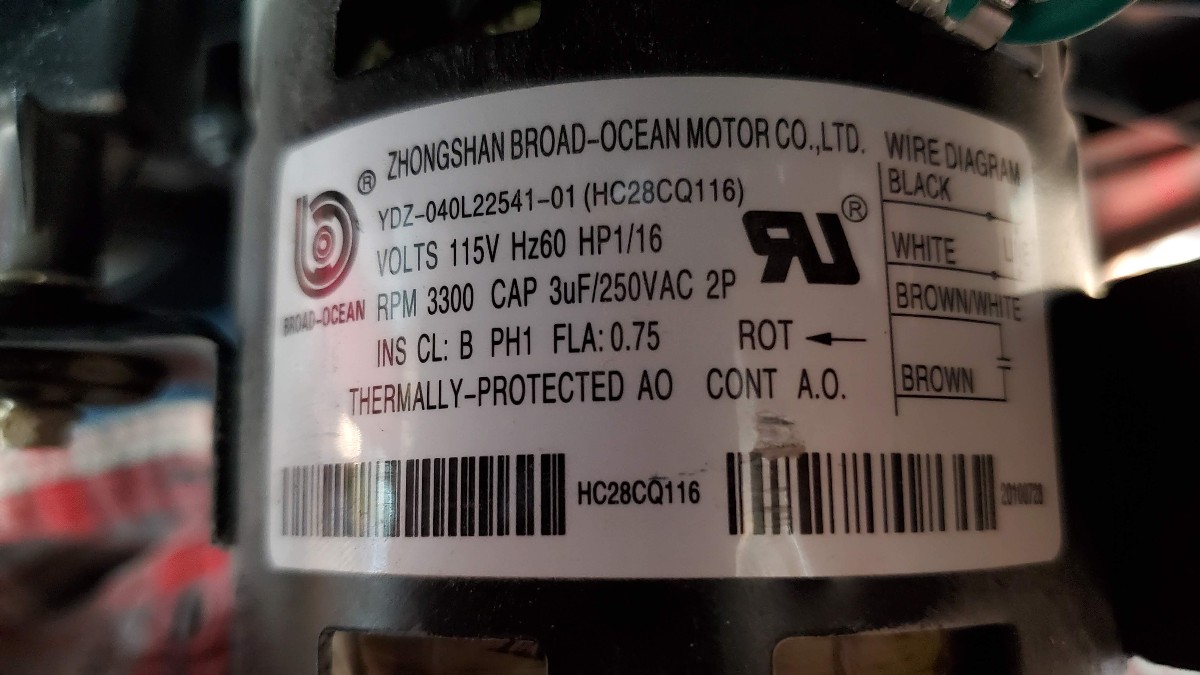 ZHONGSHAN BROAD-OCEAN MOTOR CO.,LTD.
®
BROAD-OCEAN
YDZ-040L22541-01 (HC28CQ116)
VOLTS 115V Hz60 HP1/16
RPM 3300 CAP 3uF/250VAC 2P
INS CL: B PH1 FLA: 0.75 ROT
THERMALLY-PROTECTED AO CONT A.O.
RU®
WIRE DIAGRAM
BLACK
WHITE
BROWN/WHITE
BROWN
HC28CQ116